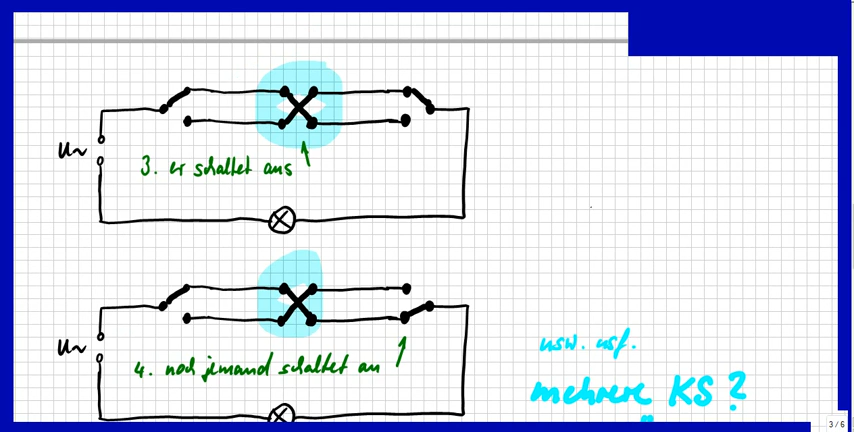 U~
3. er schaltet aus
U~
4. noch jemand schaltet an
usw. usf.
mehrere KS?
3 / 6